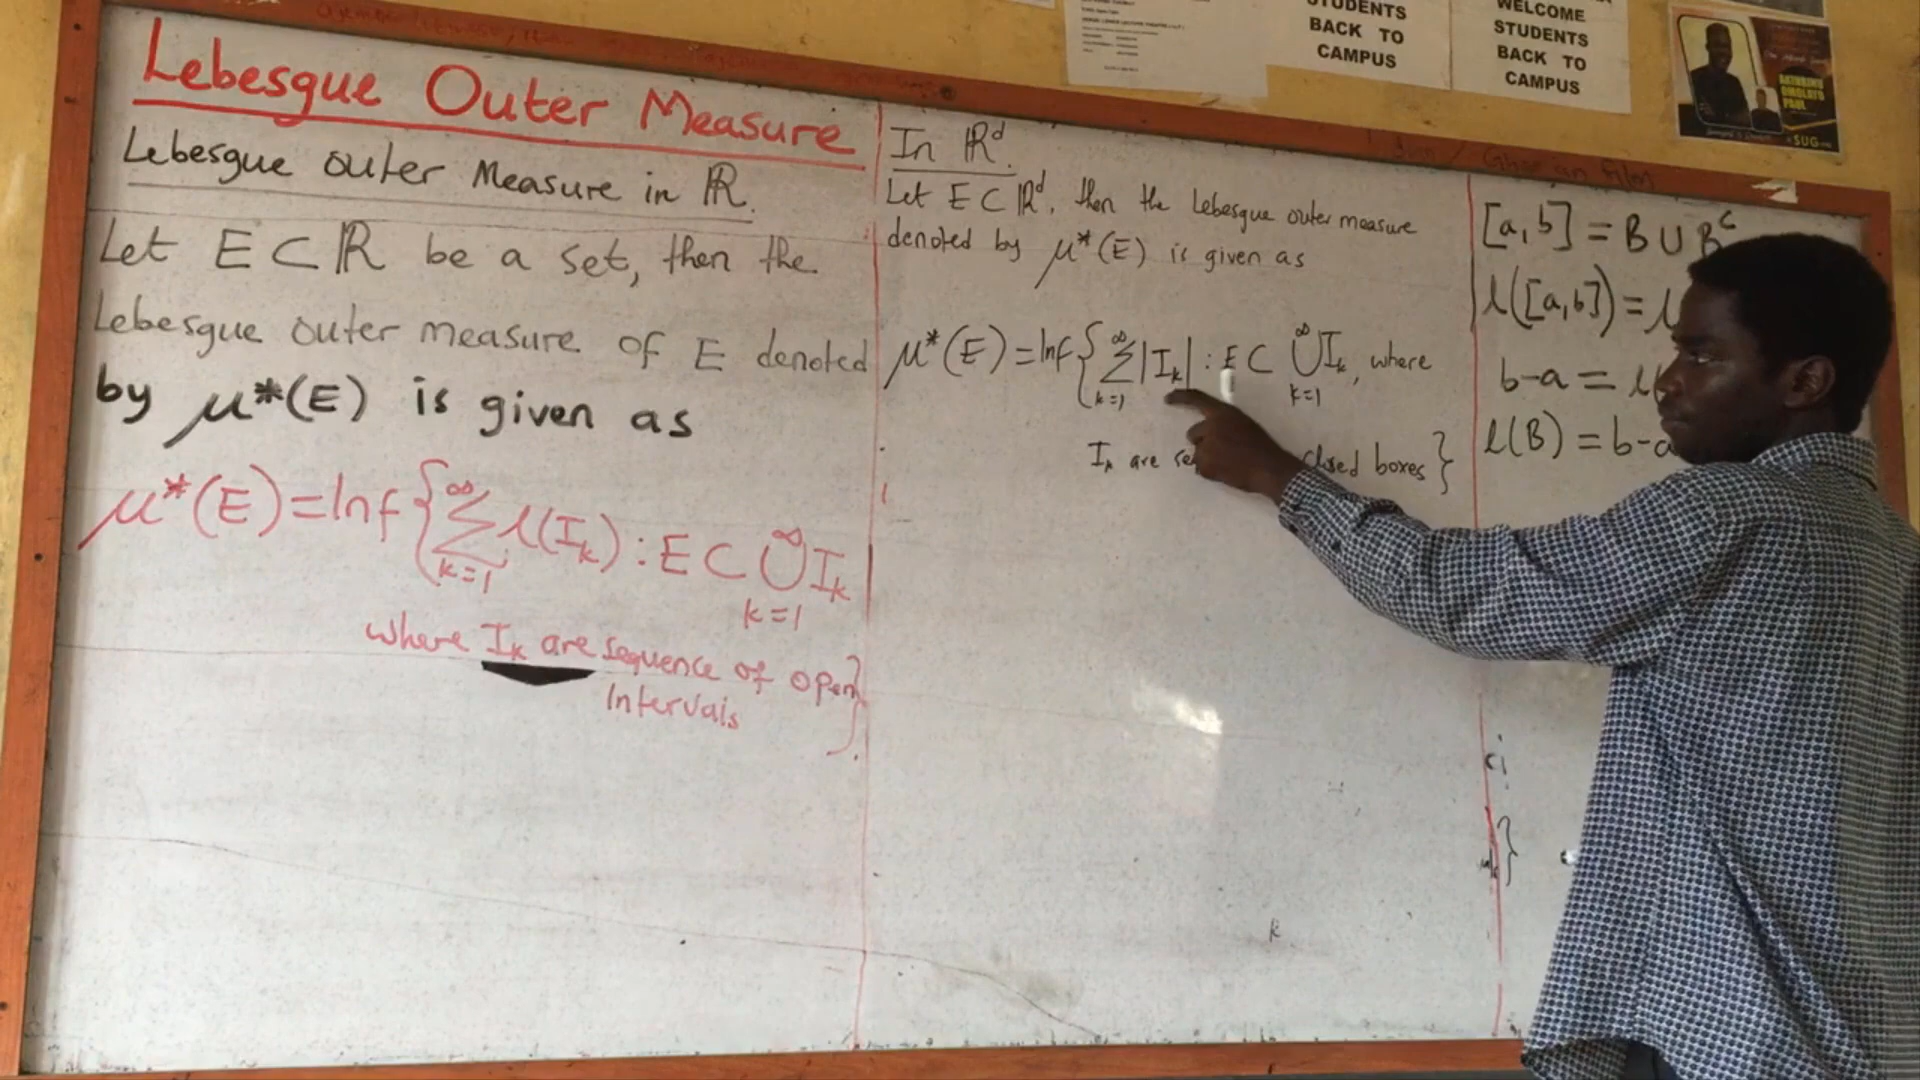 STUDENTS
BACK TO
CAMPUS
WELCOME
STUDENTS
BACK TO
CAMPUS
SUG
Lebesgue Outer Measure
Lebesgue outer Measure in ℝ.
Let E ⊂ ℝ be a set, then the
Lebesgue outer measure of E denoted
by μ*(E) is given as
μ*(E) = Inf { ∞ Σ k=1 l(I_k) : E ⊂ ∞ ∪ k=1 I_k
where I_k are sequence of open
Intervals }.
In ℝ^d.
Let E ⊂ ℝ^d, then the Lebesgue outer measure
denoted by μ*(E) is given as
μ*(E) = Inf { ∞ Σ k=1 |I_k| : E ⊂ ∞ ∪ k=1 I_k, where
I_k are closed boxes }
[a, b] = B ∪ B^c
l([a, b]) = l
b-a = l
l(B) = b-a